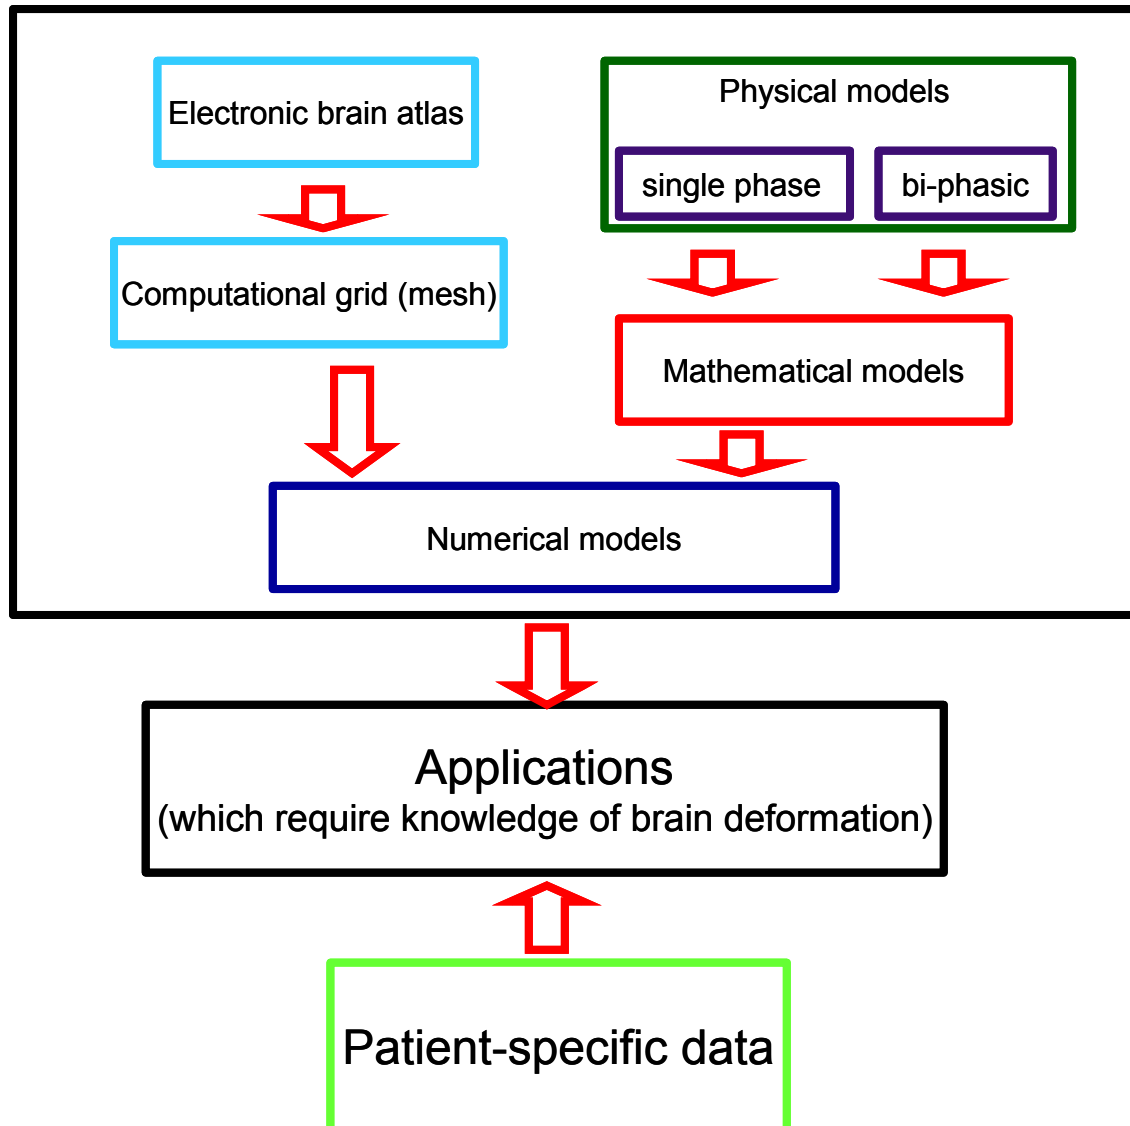 Electronic brain atlas
Physical models
single phase
bi-phasic
Computational grid (mesh)
Mathematical models
Numerical models
Applications
(which require knowledge of brain deformation)
Patient-specific data